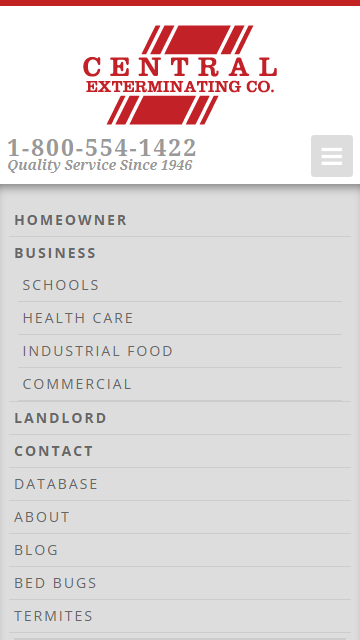 CENTRAL
EXTERMINATING CO.
1-800-554-1422
Quality Service Since 1946
HOMEOWNER
BUSINESS
SCHOOLS
HEALTH CARE
INDUSTRIAL FOOD
COMMERCIAL
LANDLORD
CONTACT
DATABASE
ABOUT
BLOG
BED BUGS
TERMITES